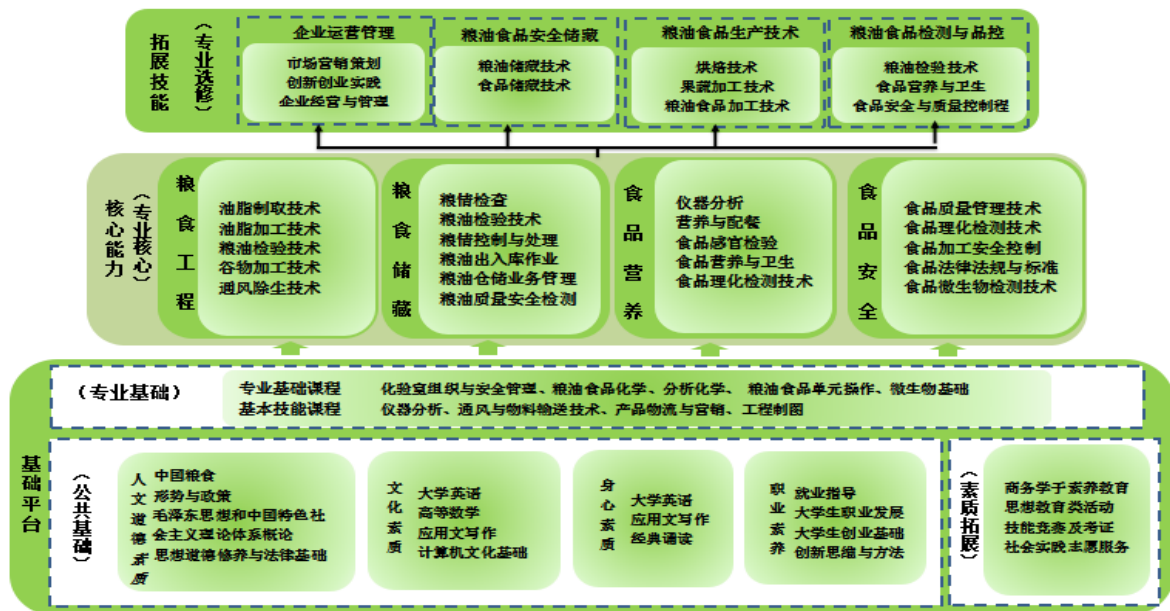 拓展技能
（专业选修）
企业运营管理
市场营销策划
创新创业实践
企业经营与管理
粮油食品安全储藏
粮油储藏技术
食品储藏技术
粮油食品生产技术
烘焙技术
果蔬加工技术
粮油食品加工技术
粮油食品检测与品控
粮油检验技术
食品营养与卫生
食品安全与质量控制程
核心能力
（专业核心）
粮食工程
油脂制取技术
油脂加工技术
粮油检验技术
谷物加工技术
通风除尘技术
粮食储藏
粮情检查
粮油检验技术
粮情控制与处理
粮油出入库作业
粮油仓储业务管理
粮油质量安全检测
食品营养
仪器分析
营养与配餐
食品感官检验
食品营养与卫生
食品理化检测技术
食品安全
食品质量管理技术
食品理化检测技术
食品加工安全控制
食品法律法规与标准
食品微生物检测技术
基础平台
（专业基础）
专业基础课程 化验室组织与安全管理、粮油食品化学、分析化学、 粮油食品单元操作、微生物基础
基本技能课程 仪器分析、通风与物料输送技术、产品物流与营销、工程制图
（公共基础）
人文道德素质
中国粮食
形势与政策
毛泽东思想和中国特色社
会主义理论体系概论
思想道德修养与法律基础
文化素质
大学英语
高等数学
应用文写作
计算机文化基础
身心素质
大学英语
应用文写作
经典诵读
职业素养
就业指导
大学生职业发展
大学生创业基础
创新思维与方法
（素质拓展）
商务学子素养教育
思想教育类活动
技能竞赛及考证
社会实践志愿服务